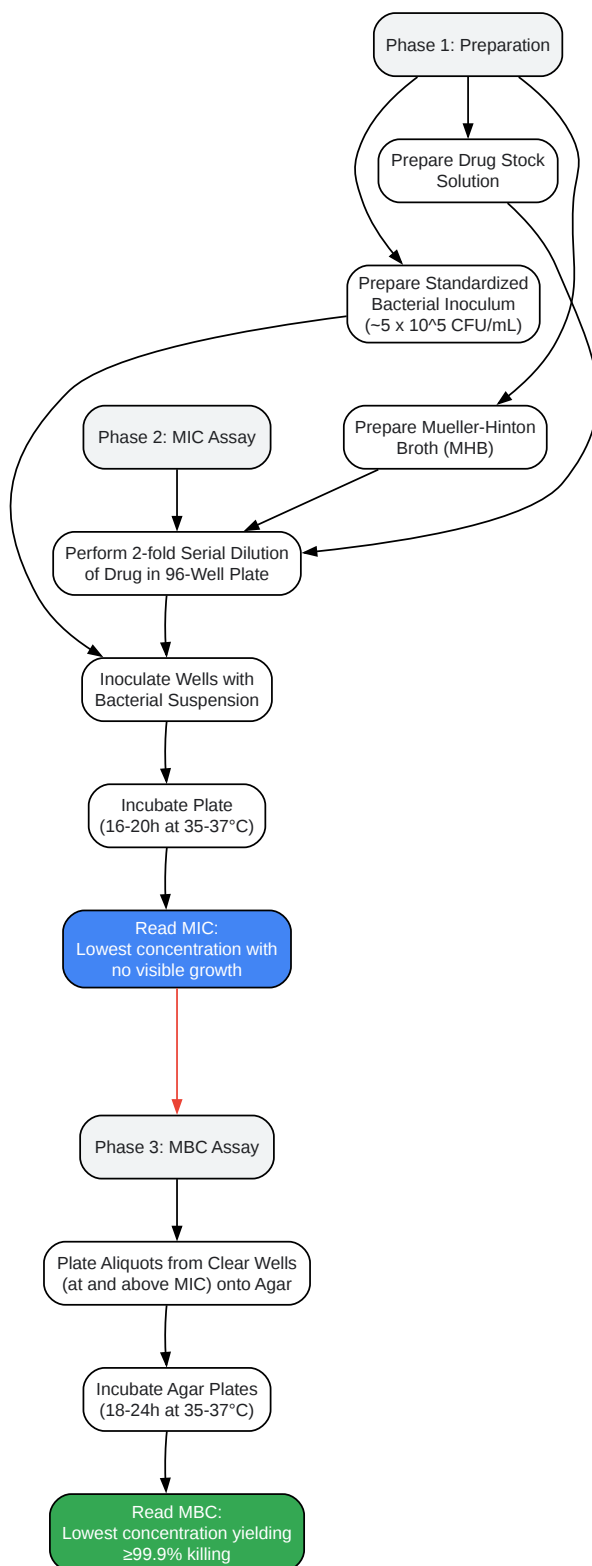 Phase 1: Preparation
Prepare Drug Stock
Solution
Prepare Standardized
Bacterial Inoculum
(~5 x 10^5 CFU/mL)
Phase 2: MIC Assay
Prepare Mueller-Hinton
Broth (MHB)
Perform 2-fold Serial Dilution
of Drug in 96-Well Plate
Inoculate Wells with
Bacterial Suspension
Incubate Plate
(16-20h at 35-37°C)
Read MIC:
Lowest concentration with
no visible growth
Phase 3: MBC Assay
Plate Aliquots from Clear Wells
(at and above MIC) onto Agar
Incubate Agar Plates
(18-24h at 35-37°C)
Read MBC:
Lowest concentration yielding
≥99.9% killing